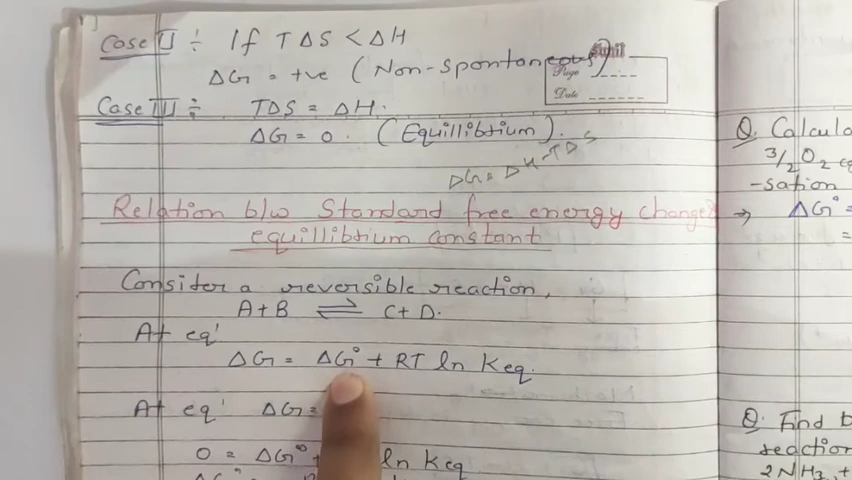 Case II ÷ If TΔS < ΔH
ΔG = +ve (Non-spontaneous)
Page
Date
Case III ÷ TΔS = ΔH.
ΔG = 0. (Equillibrium).
ΔG = ΔH - TΔS
Relation b/w Standard free energy change &
equillibrium constant
Consider a reversible reaction,
A+B ⇌ C+D.
At eq'
ΔG = ΔG° + RT ln Keq.
At eq' ΔG =
0 = ΔG° + ln Keq
Q. Calcula
3/2 O2 eq
-sation
⇒ ΔG° =
=
Q. Find
reaction
2NH3, +